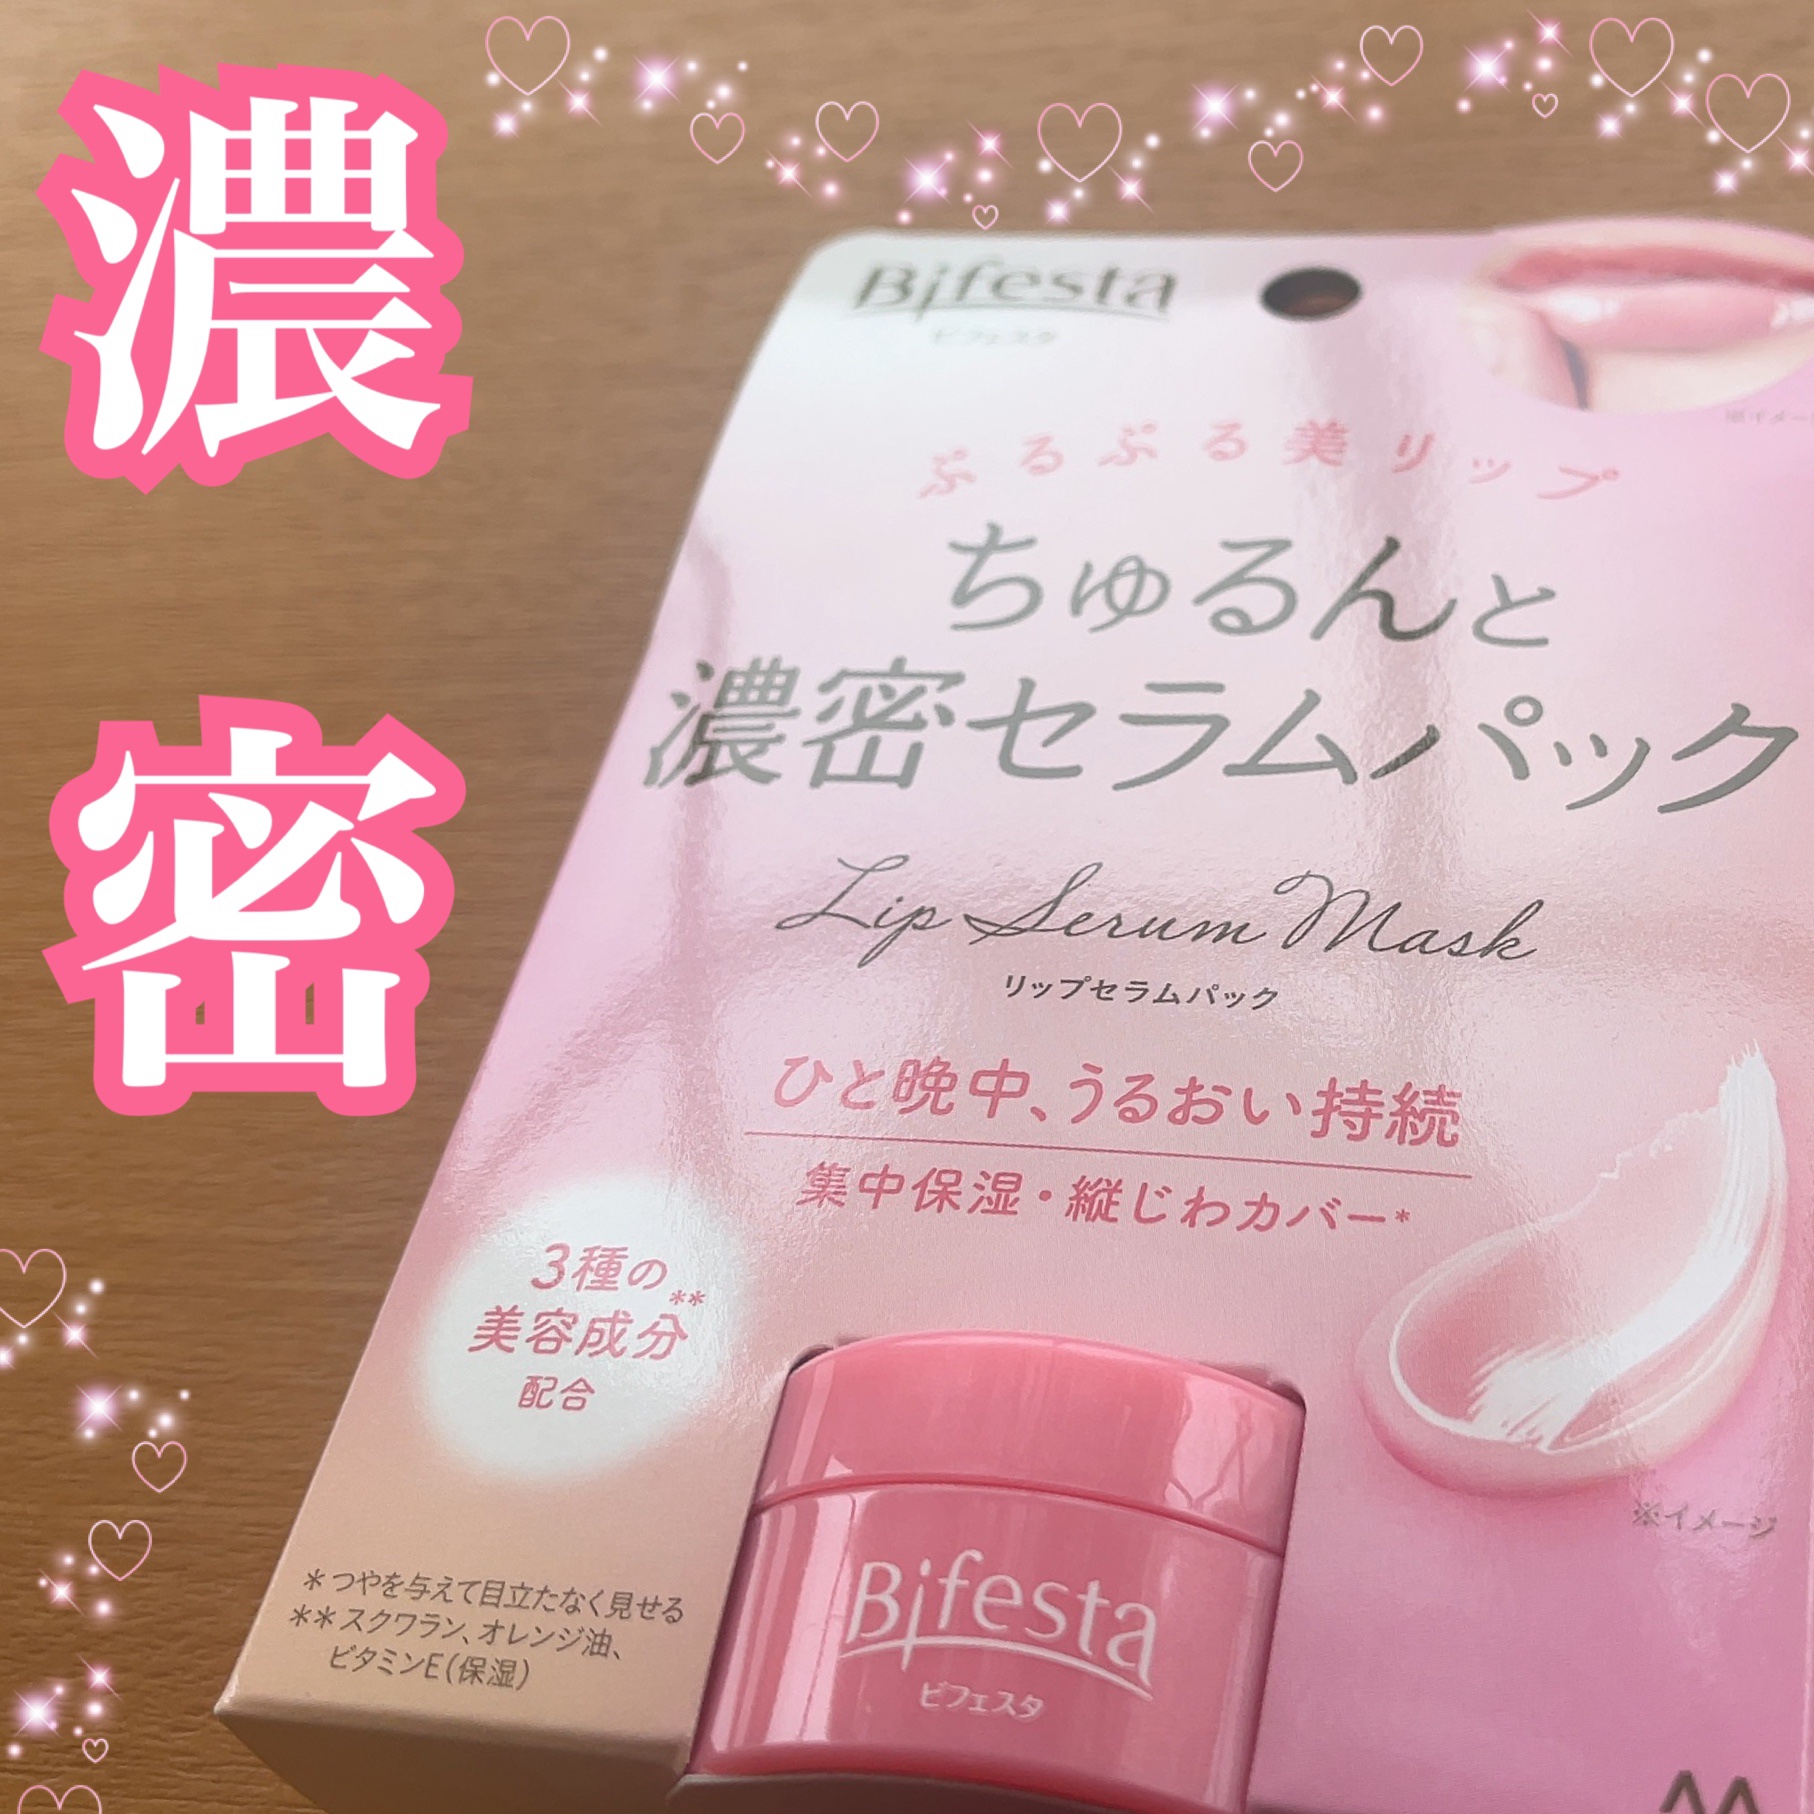 濃密
Bifesta
ビフェスタ
ぷるぷる美リップ
ちゅるんと
濃密セラムパック
Lip Serum Mask
リップセラムパック
ひと晩中、うるおい持続
集中保湿・縦じわカバー*
3種の**
美容成分
配合
※イメージ
Bifesta
ビフェスタ
*つやを与えて目立たなく見せる
**スクワラン、オレンジ油、
ビタミンE(保湿)